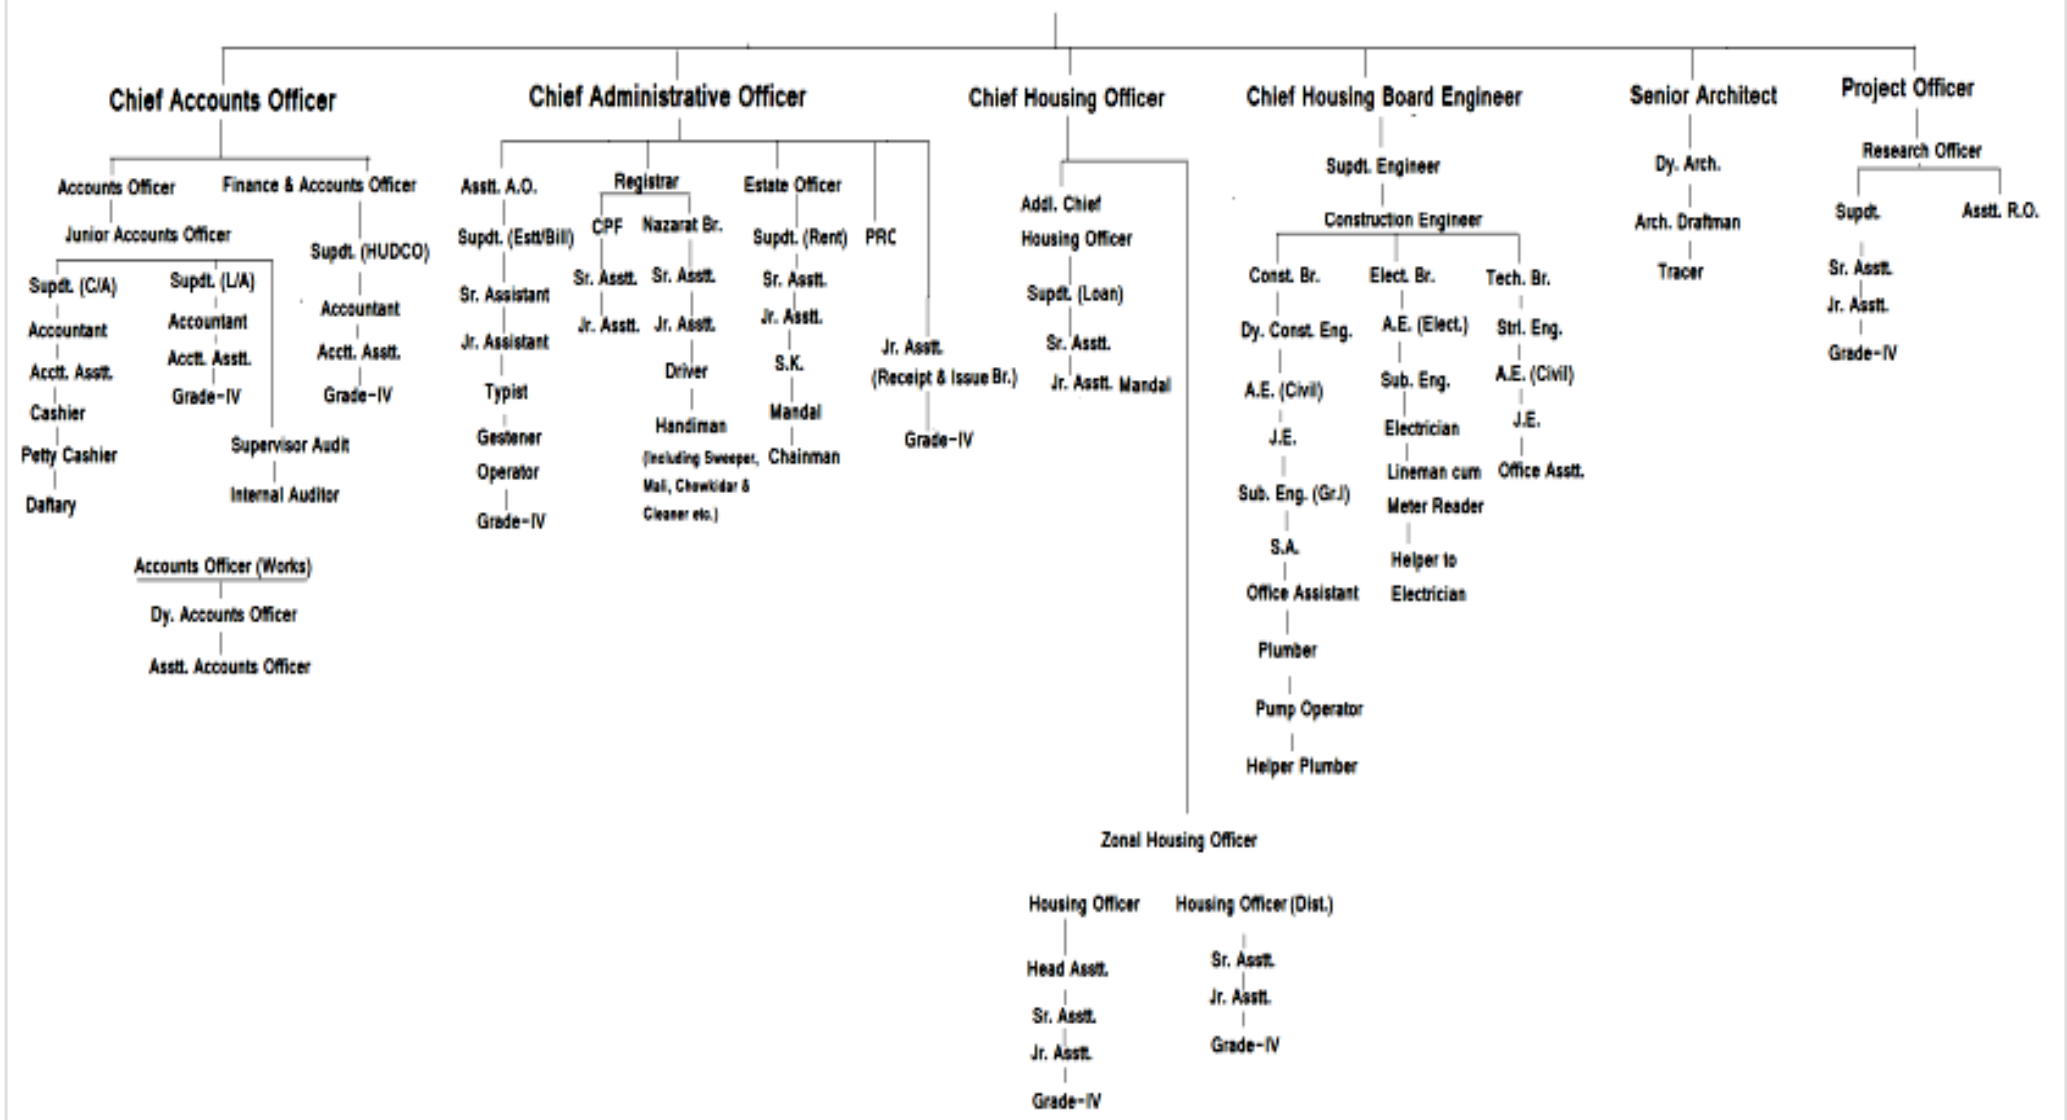 Chief Accounts Officer
Accounts Officer
Junior Accounts Officer
Supdt. (C/A)
Accountant
Acctt. Asstt.
Cashier
Petty Cashier
Daftary
Supdt. (L/A)
Accountant
Acctt. Asstt.
Grade-IV
Supervisor Audit
Internal Auditor
Finance & Accounts Officer
Supdt. (HUDCO)
Accountant
Acctt. Asstt.
Grade-IV
Accounts Officer (Works)
Dy. Accounts Officer
Asstt. Accounts Officer
Chief Administrative Officer
Asstt. A.O.
Supdt. (Estt/Bill)
Sr. Assistant
Jr. Assistant
Typist
Gestener
Operator
Grade-IV
Registrar
CPF
Sr. Asstt.
Jr. Asstt.
Nazarat Br.
Sr. Asstt.
Jr. Asstt.
Driver
Handiman
(Including Sweeper,
Mali, Chowkidar &
Cleaner etc.)
Estate Officer
Supdt. (Rent)
Sr. Asstt.
Jr. Asstt.
S.K.
Mandal
Chainman
PRC
Jr. Asstt.
(Receipt & Issue Br.)
Grade-IV
Chief Housing Officer
Addl. Chief
Housing Officer
Supdt. (Loan)
Sr. Asstt.
Jr. Asstt. Mandal
Zonal Housing Officer
Housing Officer
Head Asstt.
Sr. Asstt.
Jr. Asstt.
Grade-IV
Housing Officer (Dist.)
Sr. Asstt.
Jr. Asstt.
Grade-IV
Chief Housing Board Engineer
Supdt. Engineer
Construction Engineer
Const. Br.
Dy. Const. Eng.
A.E. (Civil)
J.E.
Sub. Eng. (Gr.I)
S.A.
Office Assistant
Plumber
Pump Operator
Helper Plumber
Elect. Br.
A.E. (Elect.)
Sub. Eng.
Electrician
Lineman cum
Meter Reader
Helper to
Electrician
Tech. Br.
Strl. Eng.
A.E. (Civil)
J.E.
Office Asstt.
Senior Architect
Dy. Arch.
Arch. Draftman
Tracer
Project Officer
Research Officer
Supdt.
Sr. Asstt.
Jr. Asstt.
Grade-IV
Asstt. R.O.